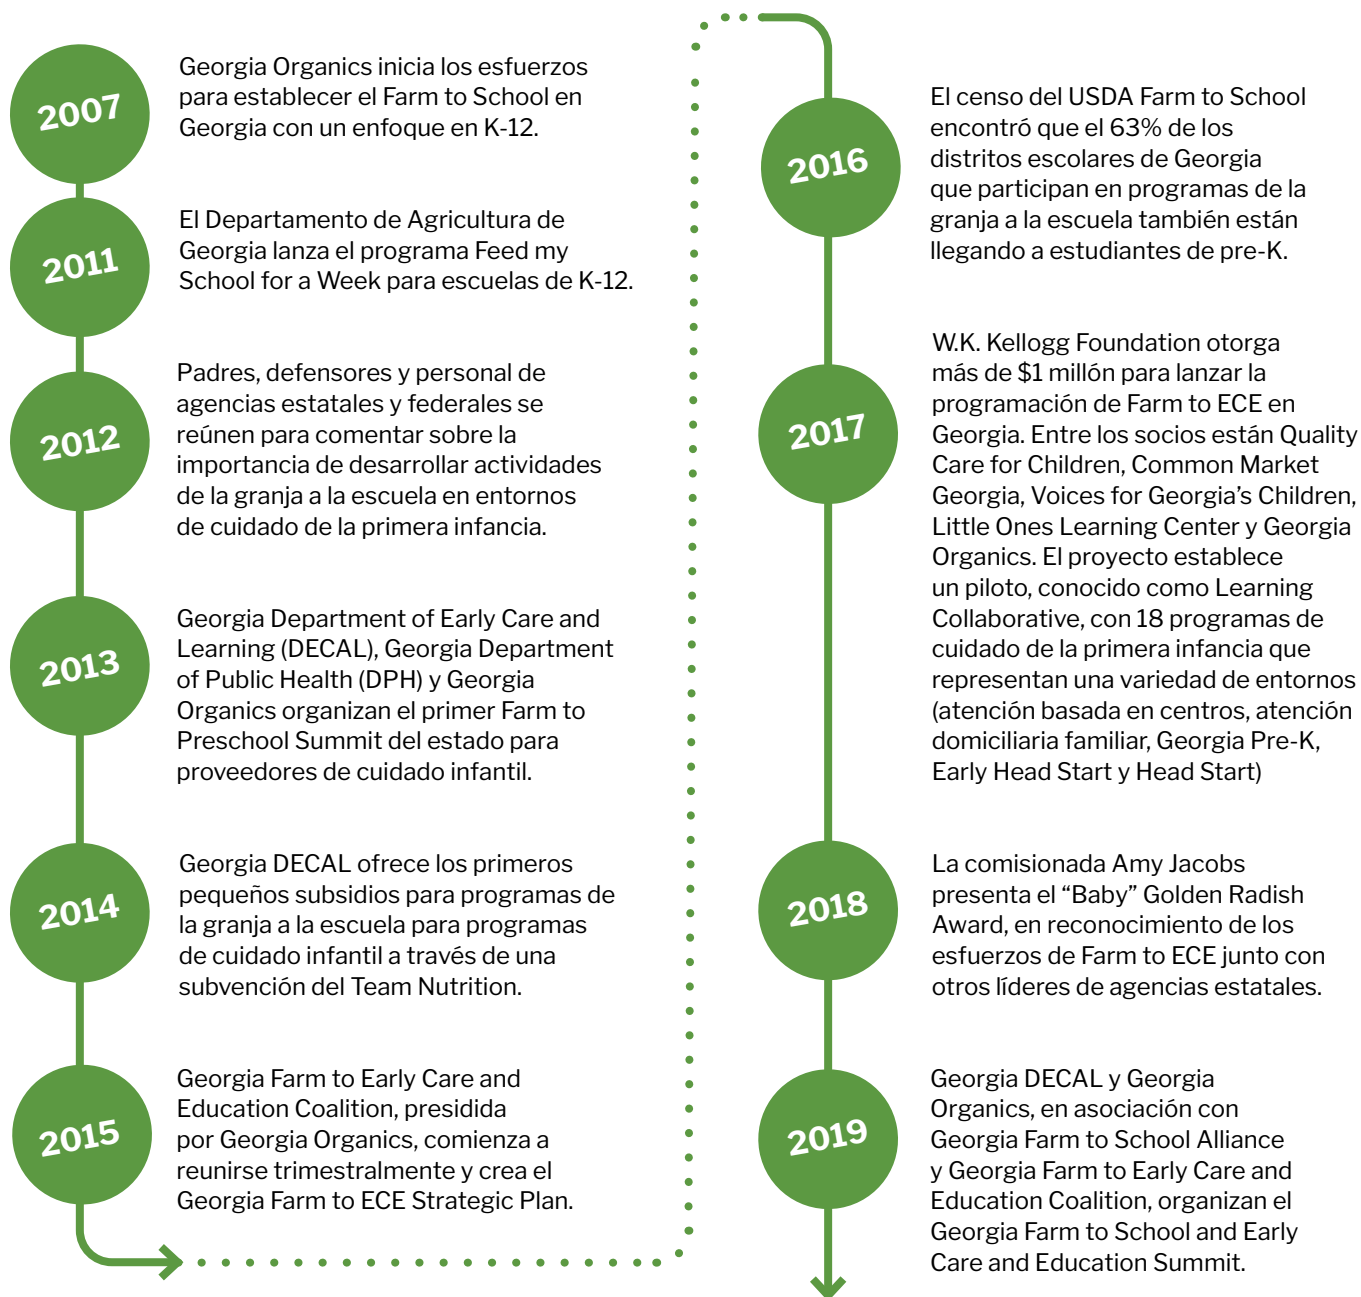 2007
Georgia Organics inicia los esfuerzos
para establecer el Farm to School en
Georgia con un enfoque en K-12.
2011
El Departamento de Agricultura de
Georgia lanza el programa Feed my
School for a Week para escuelas de K-12.
2012
Padres, defensores y personal de
agencias estatales y federales se
reúnen para comentar sobre la
importancia de desarrollar actividades
de la granja a la escuela en entornos
de cuidado de la primera infancia.
2013
Georgia Department of Early Care and
Learning (DECAL), Georgia Department
of Public Health (DPH) y Georgia
Organics organizan el primer Farm to
Preschool Summit del estado para
proveedores de cuidado infantil.
2014
Georgia DECAL ofrece los primeros
pequeños subsidios para programas de
la granja a la escuela para programas
de cuidado infantil a través de una
subvención del Team Nutrition.
2015
Georgia Farm to Early Care and
Education Coalition, presidida
por Georgia Organics, comienza a
reunirse trimestralmente y crea el
Georgia Farm to ECE Strategic Plan.
2016
El censo del USDA Farm to School
encontró que el 63% de los
distritos escolares de Georgia
que participan en programas de la
granja a la escuela también están
llegando a estudiantes de pre-K.
2017
W.K. Kellogg Foundation otorga
más de $1 millón para lanzar la
programación de Farm to ECE en
Georgia. Entre los socios están Quality
Care for Children, Common Market
Georgia, Voices for Georgia’s Children,
Little Ones Learning Center y Georgia
Organics. El proyecto establece
un piloto, conocido como Learning
Collaborative, con 18 programas de
cuidado de la primera infancia que
representan una variedad de entornos
(atención basada en centros, atención
domiciliaria familiar, Georgia Pre-K,
Early Head Start y Head Start)
2018
La comisionada Amy Jacobs
presenta el “Baby” Golden Radish
Award, en reconocimiento de los
esfuerzos de Farm to ECE junto con
otros líderes de agencias estatales.
2019
Georgia DECAL y Georgia
Organics, en asociación con
Georgia Farm to School Alliance
y Georgia Farm to Early Care and
Education Coalition, organizan el
Georgia Farm to School and Early
Care and Education Summit.